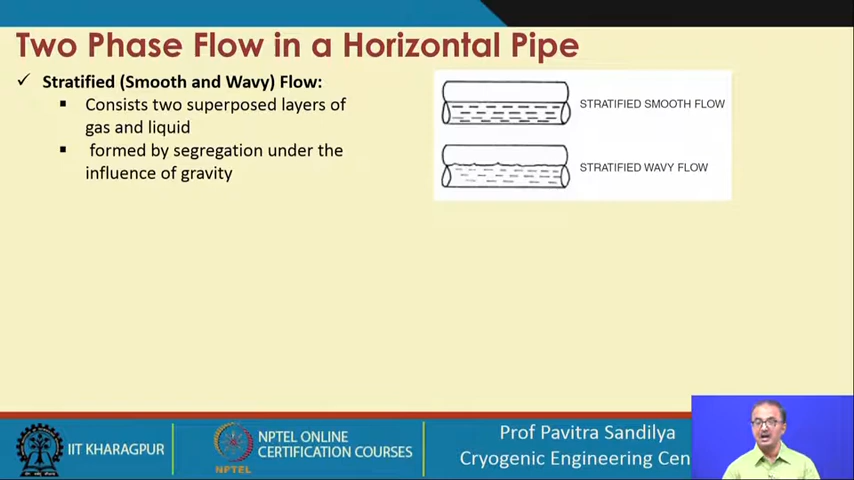 Two Phase Flow in a Horizontal Pipe
✓ Stratified (Smooth and Wavy) Flow:
▪ Consists two superposed layers of
gas and liquid
▪ formed by segregation under the
influence of gravity
STRATIFIED SMOOTH FLOW
STRATIFIED WAVY FLOW
IIT KHARAGPUR
NPTEL
NPTEL ONLINE
CERTIFICATION COURSES
Prof Pavitra Sandilya
Cryogenic Engineering Cen